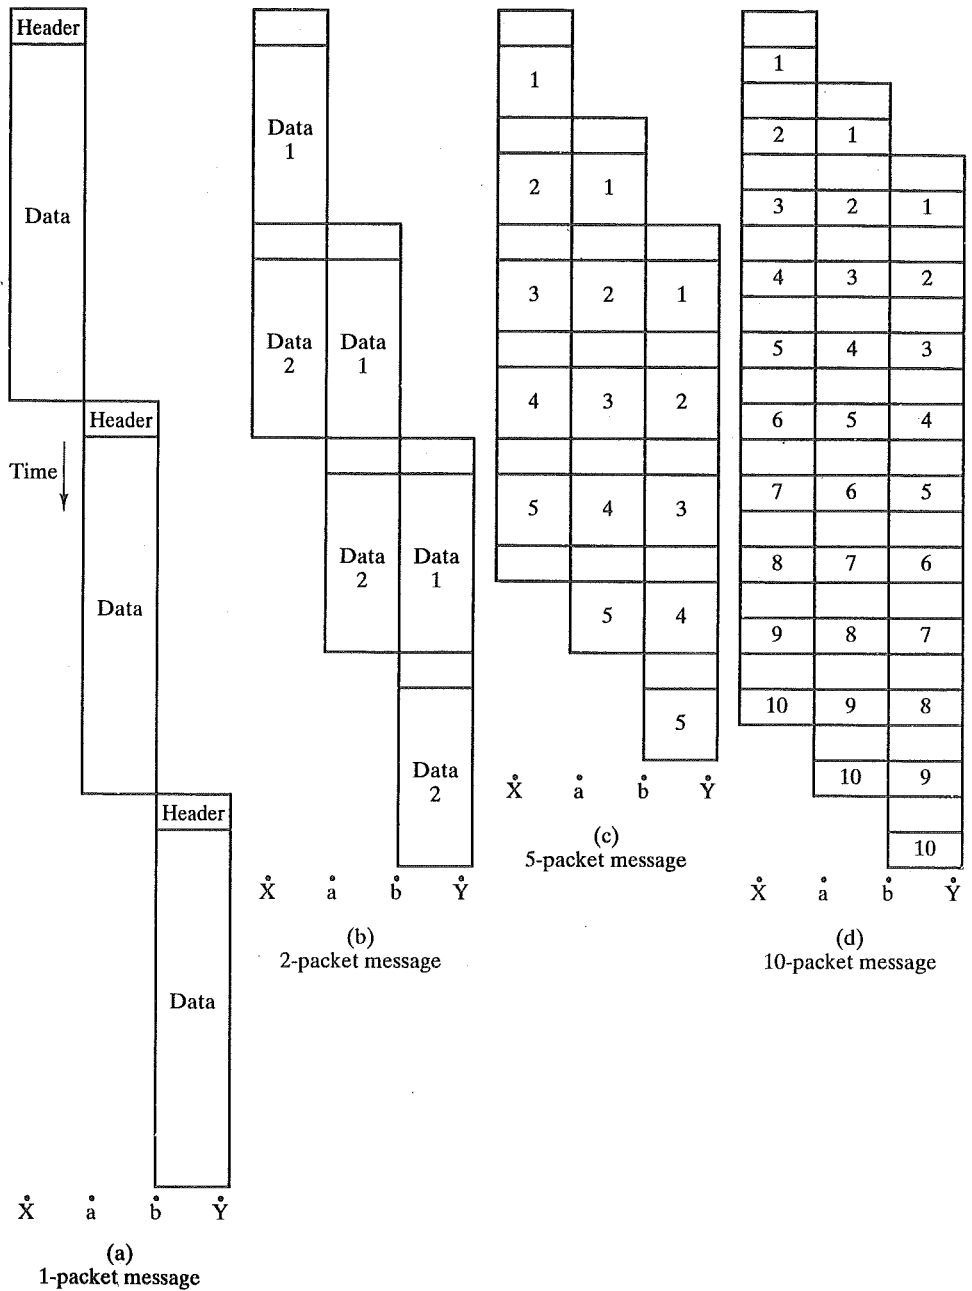 Header
Data
Header
Time
Data
Header
Data
X a b Y
(a)
1-packet message
Data
1
Data
2
Data
1
Data
2
Data
1
Data
2
X a b Y
(b)
2-packet message
1
2 1
3 2 1
4 3 2
5 4 3
5 4
5
X a b Y
(c)
5-packet message
1
2 1
3 2 1
4 3 2
5 4 3
6 5 4
7 6 5
8 7 6
9 8 7
10 9 8
10 9
10
X a b Y
(d)
10-packet message